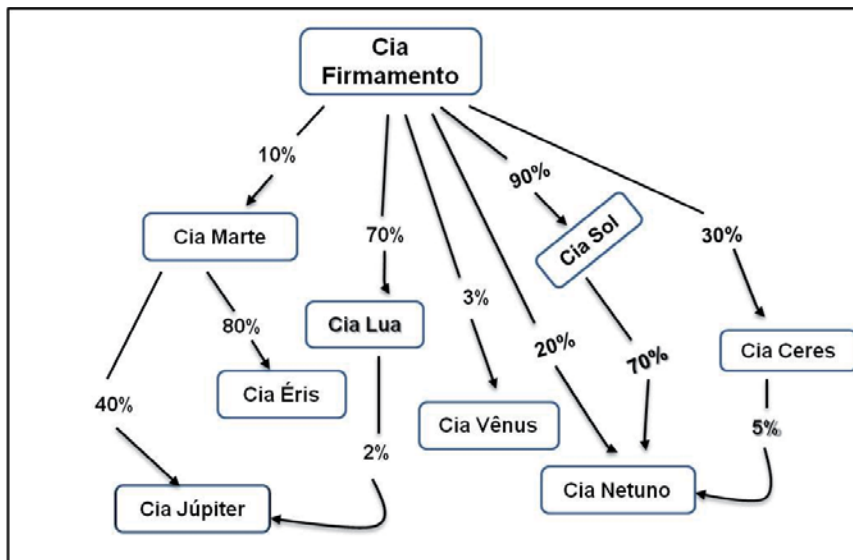 Cia
Firmamento
10%
90%
Cia Marte
70%
Cia Sol
30%
3%
80%
Cia Lua
20%
70%
Cia Ceres
Cia Éris
40%
Cia Vênus
5%
2%
Cia Júpiter
Cia Netuno